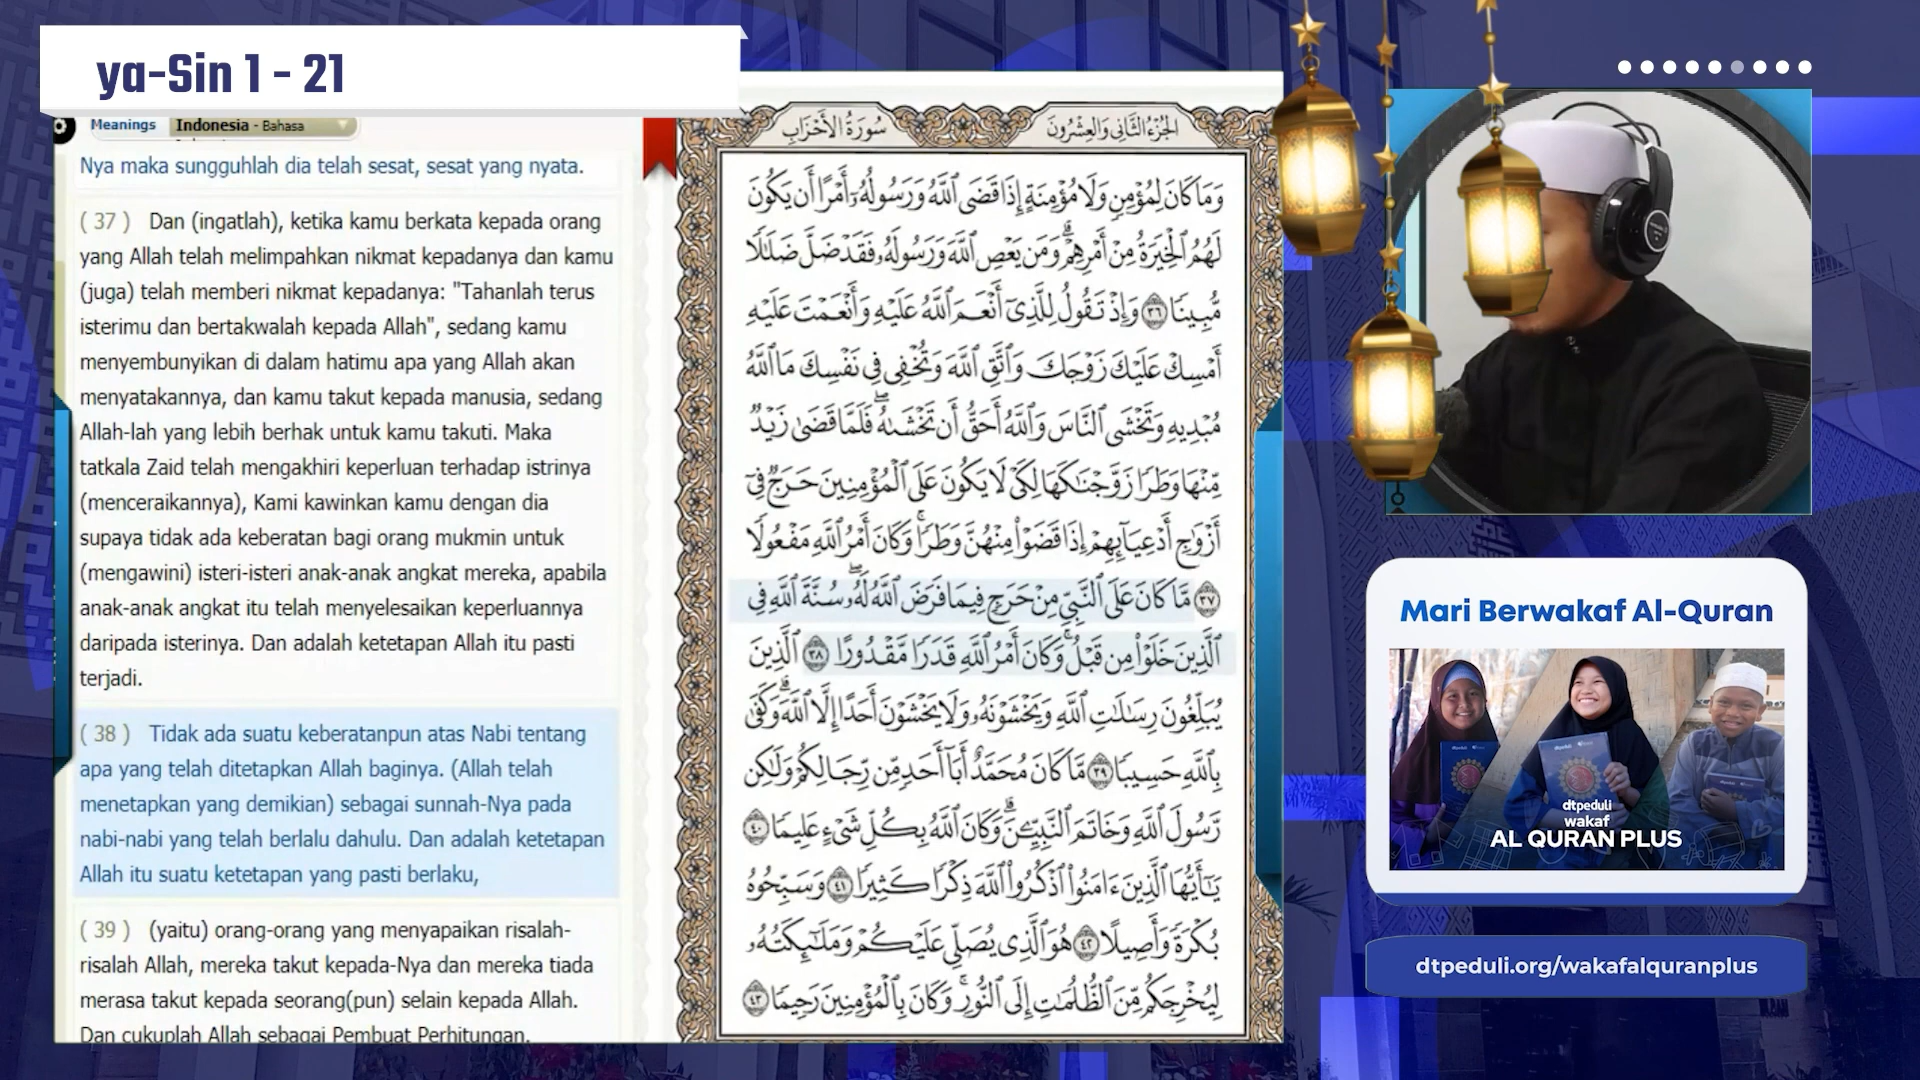 ya-Sin 1 - 21
Meanings Indonesia - Bahasa
Nya maka sungguhlah dia telah sesat, sesat yang nyata.
( 37 ) Dan (ingatlah), ketika kamu berkata kepada orang
yang Allah telah melimpahkan nikmat kepadanya dan kamu
(juga) telah memberi nikmat kepadanya: "Tahanlah terus
isterimu dan bertakwalah kepada Allah", sedang kamu
menyembunyikan di dalam hatimu apa yang Allah akan
menyatakannya, dan kamu takut kepada manusia, sedang
Allah-lah yang lebih berhak untuk kamu takuti. Maka
tatkala Zaid telah mengakhiri keperluan terhadap istrinya
(menceraikannya), Kami kawinkan kamu dengan dia
supaya tidak ada keberatan bagi orang mukmin untuk
(mengawini) isteri-isteri anak-anak angkat mereka, apabila
anak-anak angkat itu telah menyelesaikan keperluannya
daripada isterinya. Dan adalah ketetapan Allah itu pasti
terjadi.
( 38 ) Tidak ada suatu keberatanpun atas Nabi tentang
apa yang telah ditetapkan Allah baginya. (Allah telah
menetapkan yang demikian) sebagai sunnah-Nya pada
nabi-nabi yang telah berlalu dahulu. Dan adalah ketetapan
Allah itu suatu ketetapan yang pasti berlaku,
( 39 ) (yaitu) orang-orang yang menyapaikan risalah-
risalah Allah, mereka takut kepada-Nya dan mereka tiada
merasa takut kepada seorang(pun) selain kepada Allah.
Dan cukuplah Allah sebagai Pembuat Perhitungan.
الجزء الثاني والعشرون سورة الأحزاب
وَمَا كَانَ لِمُؤْمِنٍ وَلَا مُؤْمِنَةٍ إِذَا قَضَى ٱللَّهُ وَرَسُولُهُۥٓ أَمْرًا أَن يَكُونَ
لَهُمُ ٱلْخِيَرَةُ مِنْ أَمْرِهِمْ ۗ وَمَن يَعْصِ ٱللَّهَ وَرَسُولَهُۥ فَقَدْ ضَلَّ ضَلَٰلًا
مُّبِينًا ٣٦ وَإِذْ تَقُولُ لِلَّذِىٓ أَنْعَمَ ٱللَّهُ عَلَيْهِ وَأَنْعَمْتَ عَلَيْهِ
أَمْسِكْ عَلَيْكَ زَوْجَكَ وَٱتَّقِ ٱللَّهَ وَتُخْفِى فِى نَفْسِكَ مَا ٱللَّهُ
مُبْدِيهِ وَتَخْشَى ٱلنَّاسَ وَٱللَّهُ أَحَقُّ أَن تَخْشَىٰهُ ۖ فَلَمَّا قَضَىٰ زَيْدٌ
مِّنْهَا وَطَرًا زَوَّجْنَٰكَهَا لِكَىْ لَا يَكُونَ عَلَى ٱلْمُؤْمِنِينَ حَرَجٌ فِىٓ
أَزْوَٰجِ أَدْعِيَآئِهِمْ إِذَا قَضَوْا۟ مِنْهُنَّ وَطَرًا ۚ وَكَانَ أَمْرُ ٱللَّهِ مَفْعُولًا
٣٧ مَّا كَانَ عَلَى ٱلنَّبِىِّ مِنْ حَرَجٍ فِيمَا فَرَضَ ٱللَّهُ لَهُۥ ۖ سُنَّةَ ٱللَّهِ فِى
ٱلَّذِينَ خَلَوْا۟ مِن قَبْلُ ۚ وَكَانَ أَمْرُ ٱللَّهِ قَدَرًا مَّقْدُورًا ٣٨ ٱلَّذِينَ
يُبَلِّغُونَ رِسَٰلَٰتِ ٱللَّهِ وَيَخْشَوْنَهُۥ وَلَا يَخْشَوْنَ أَحَدًا إِلَّا ٱللَّهَ ۗ وَكَفَىٰ
بِٱللَّهِ حَسِيبًا ٣٩ مَّا كَانَ مُحَمَّدٌ أَبَآ أَحَدٍ مِّن رِّجَالِكُمْ وَلَٰكِن
رَّسُولَ ٱللَّهِ وَخَاتَمَ ٱلنَّبِيِّۦنَ ۗ وَكَانَ ٱللَّهُ بِكُلِّ شَىْءٍ عَلِيمًا ٤٠
يَٰٓأَيُّهَا ٱلَّذِينَ ءَامَنُوا۟ ٱذْكُرُوا۟ ٱللَّهَ ذِكْرًا كَثِيرًا ٤١ وَسَبِّحُوهُ
بُكْرَةً وَأَصِيلًا ٤٢ هُوَ ٱلَّذِى يُصَلِّى عَلَيْكُمْ وَمَلَٰٓئِكَتُهُۥ
لِيُخْرِجَكُم مِّنَ ٱلظُّلُمَٰتِ إِلَى ٱلنُّورِ ۚ وَكَانَ بِٱلْمُؤْمِنِينَ رَحِيمًا ٤٣
Mari Berwakaf Al-Quran
dtpeduli
wakaf
AL QURAN PLUS
dtpeduli.org/wakafalquranplus